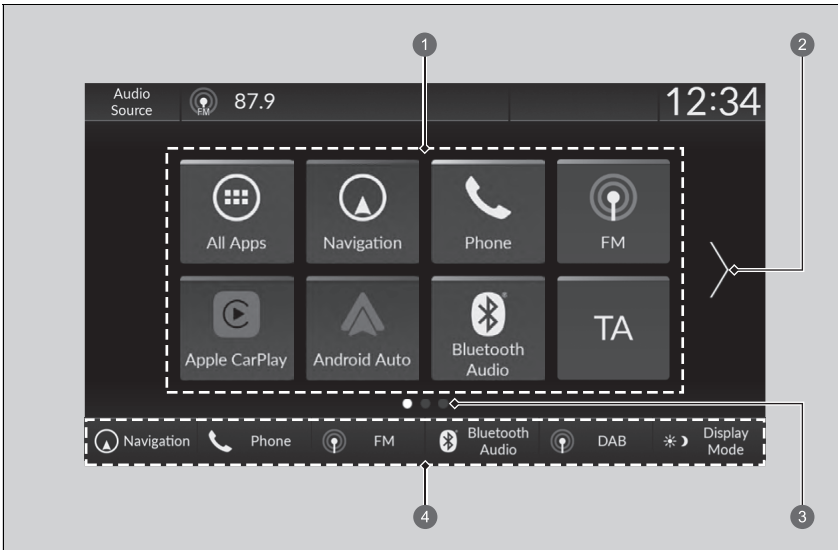 1
2
Audio
Source
FM
87.9
12:34
All Apps
Navigation
Phone
FM
Apple CarPlay
Android Auto
Bluetooth
Audio
TA
Navigation
Phone
FM
Bluetooth
Audio
DAB
Display
Mode
4
3